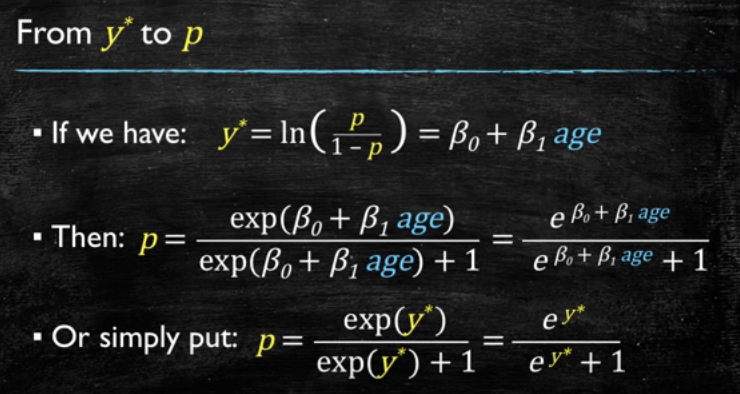 From y* to p
▪ If we have: y* = ln(p/(1 − p)) = β₀ + β₁ age
▪ Then: p = exp(β₀ + β₁ age)/(exp(β₀ + β₁ age) + 1) = e^(β₀ + β₁ age)/(e^(β₀ + β₁ age) + 1)
▪ Or simply put: p = exp(y*)/(exp(y*) + 1) = e^(y*)/(e^(y*) + 1)